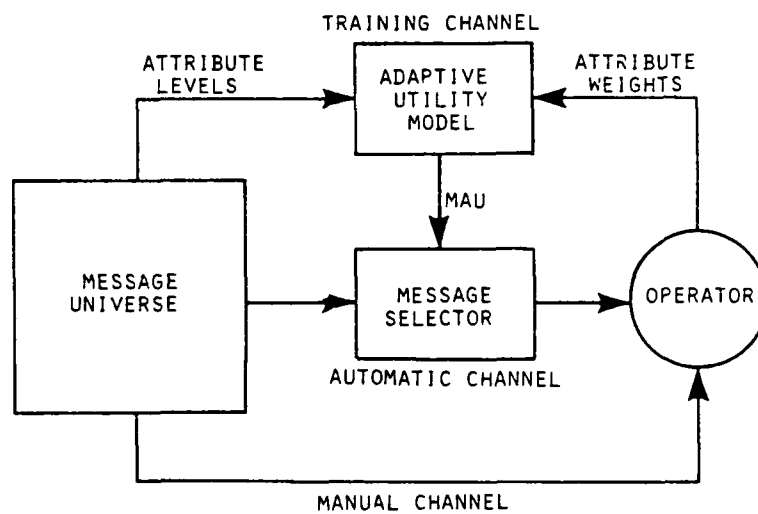 TRAINING CHANNEL
ATTRIBUTE
LEVELS
ADAPTIVE
UTILITY
MODEL
ATTRIBUTE
WEIGHTS
MAU
MESSAGE
UNIVERSE
MESSAGE
SELECTOR
OPERATOR
AUTOMATIC CHANNEL
MANUAL CHANNEL